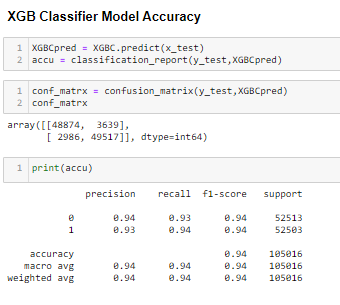 XGB Classifier Model Accuracy
1 XGBCpred = XGBC.predict(x_test)
2 accu = classification_report(y_test,XGBCpred)
1 conf_matrx = confusion_matrix(y_test,XGBCpred)
2 conf_matrx
array([[48874,  3639],
       [ 2986, 49517]], dtype=int64)
1 print(accu)
precision recall f1-score support
0 0.94 0.93 0.94 52513
1 0.93 0.94 0.94 52503
accuracy 0.94 105016
macro avg 0.94 0.94 0.94 105016
weighted avg 0.94 0.94 0.94 105016